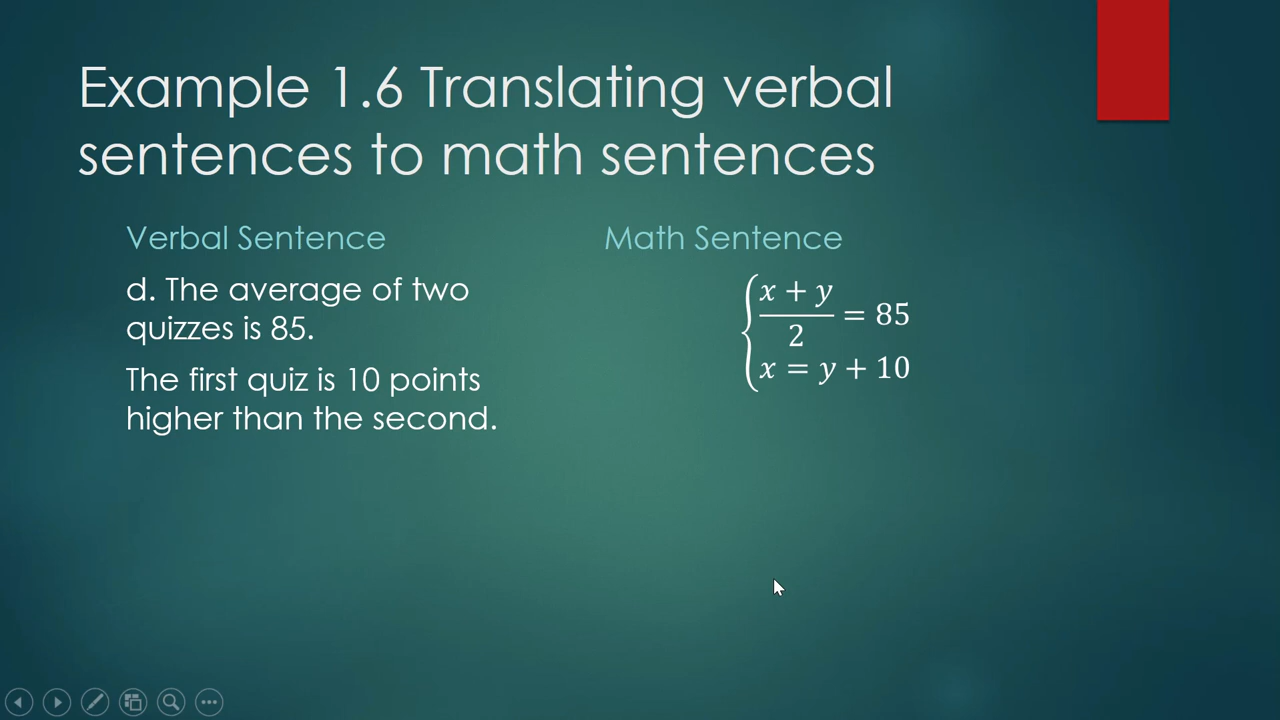 Example 1.6 Translating verbal
sentences to math sentences
Verbal Sentence
d. The average of two
quizzes is 85.
The first quiz is 10 points
higher than the second.
Math Sentence
{(x + y)/2 = 85
x = y + 10